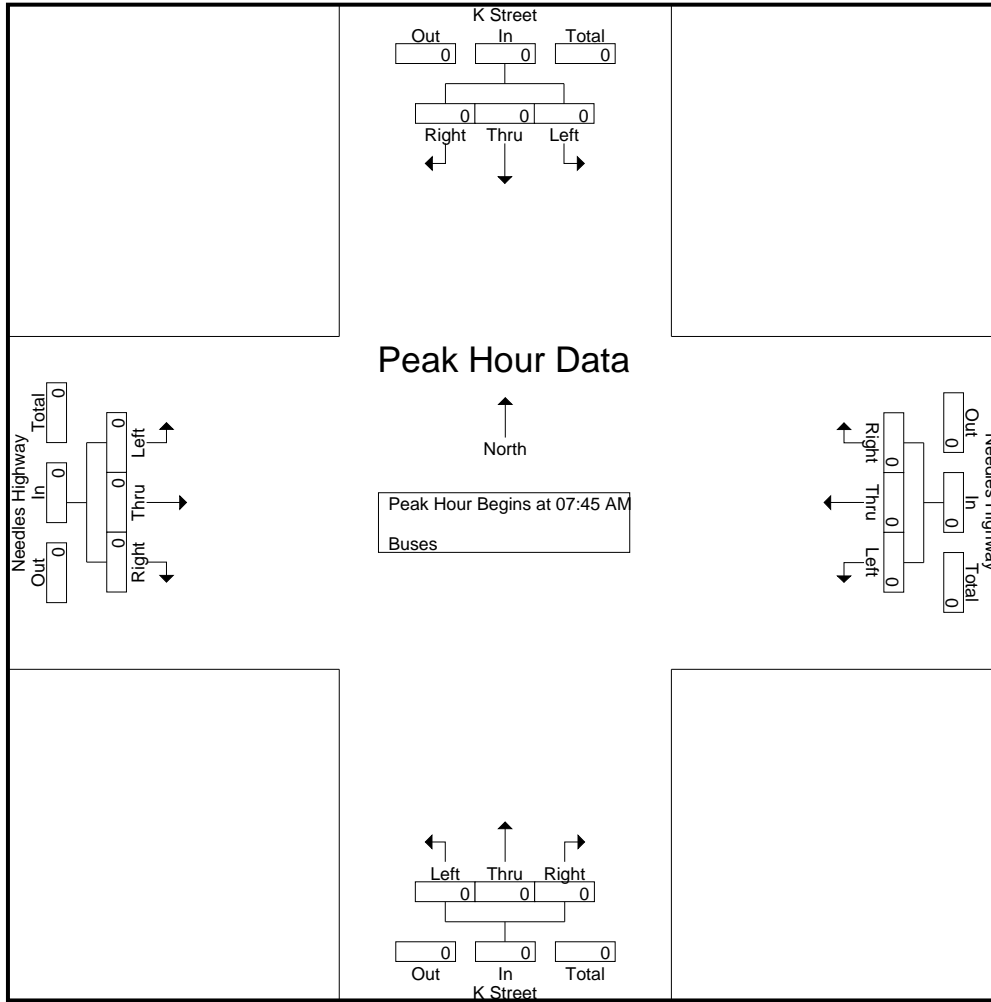 K Street
Out In Total
0 0 0
0 0 0
Right Thru Left
Peak Hour Data
North
Peak Hour Begins at 07:45 AM
Buses
Needles Highway
Out In Total
0 0 0
0 0 0
Right Thru Left
Needles Highway
Out In Total
0 0 0
0 0 0
Right Thru Left
Left Thru Right
0 0 0
0 0 0
Out In Total
K Street